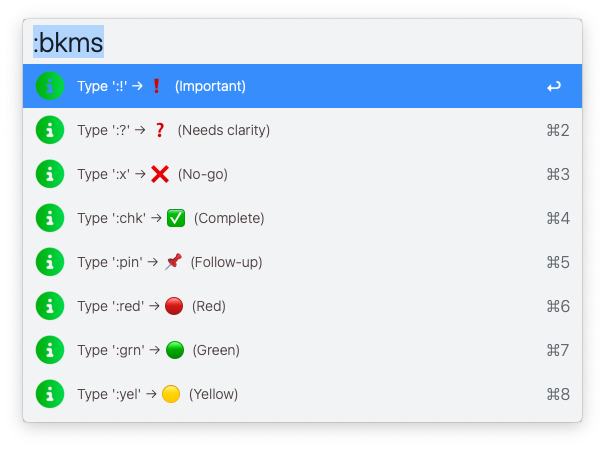 :bkms
Type ':!' → ❗ (Important) ↩
Type ':?' → ❓ (Needs clarity) ⌘2
Type ':x' → ❌ (No-go) ⌘3
Type ':chk' → ✅ (Complete) ⌘4
Type ':pin' → 📌 (Follow-up) ⌘5
Type ':red' → 🔴 (Red) ⌘6
Type ':grn' → 🟢 (Green) ⌘7
Type ':yel' → 🟡 (Yellow) ⌘8